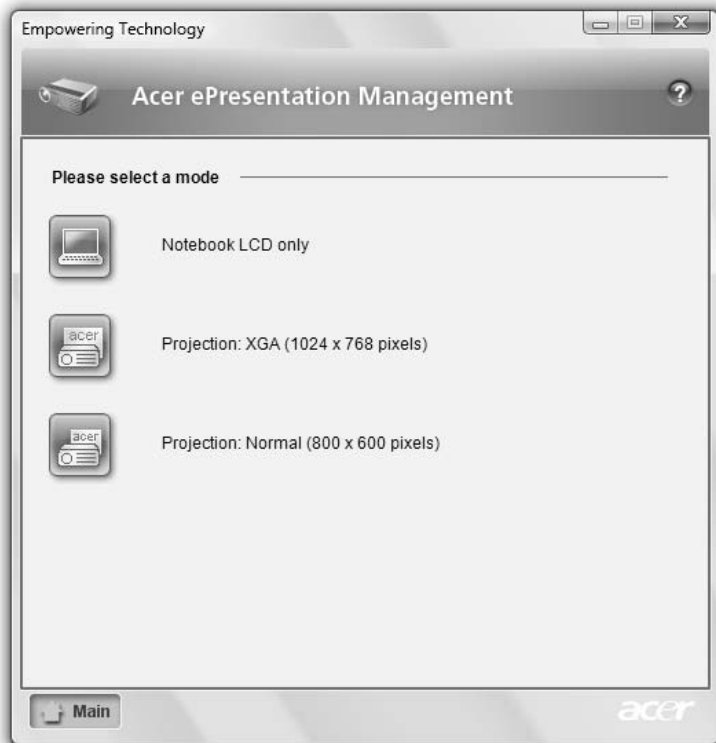 Empowering Technology
Acer ePresentation Management
?
Please select a mode
Notebook LCD only
acer
Projection: XGA (1024 x 768 pixels)
acer
Projection: Normal (800 x 600 pixels)
Main
acer